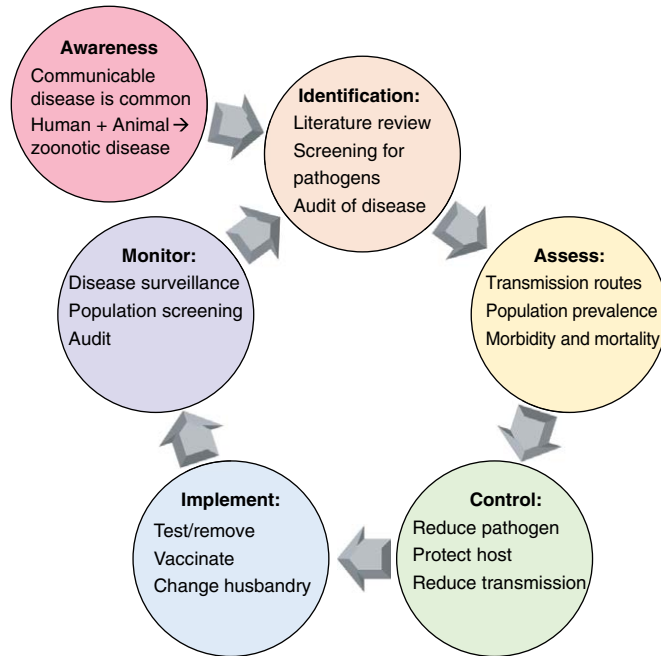 Awareness
Communicable
disease is common
Human + Animal →
zoonotic disease
Identification:
Literature review
Screening for
pathogens
Audit of disease
Assess:
Transmission routes
Population prevalence
Morbidity and mortality
Control:
Reduce pathogen
Protect host
Reduce transmission
Implement:
Test/remove
Vaccinate
Change husbandry
Monitor:
Disease surveillance
Population screening
Audit